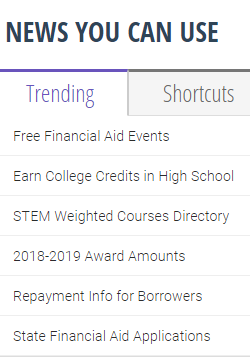 NEWS YOU CAN USE
Trending Shortcuts
Free Financial Aid Events
Earn College Credits in High School
STEM Weighted Courses Directory
2018-2019 Award Amounts
Repayment Info for Borrowers
State Financial Aid Applications